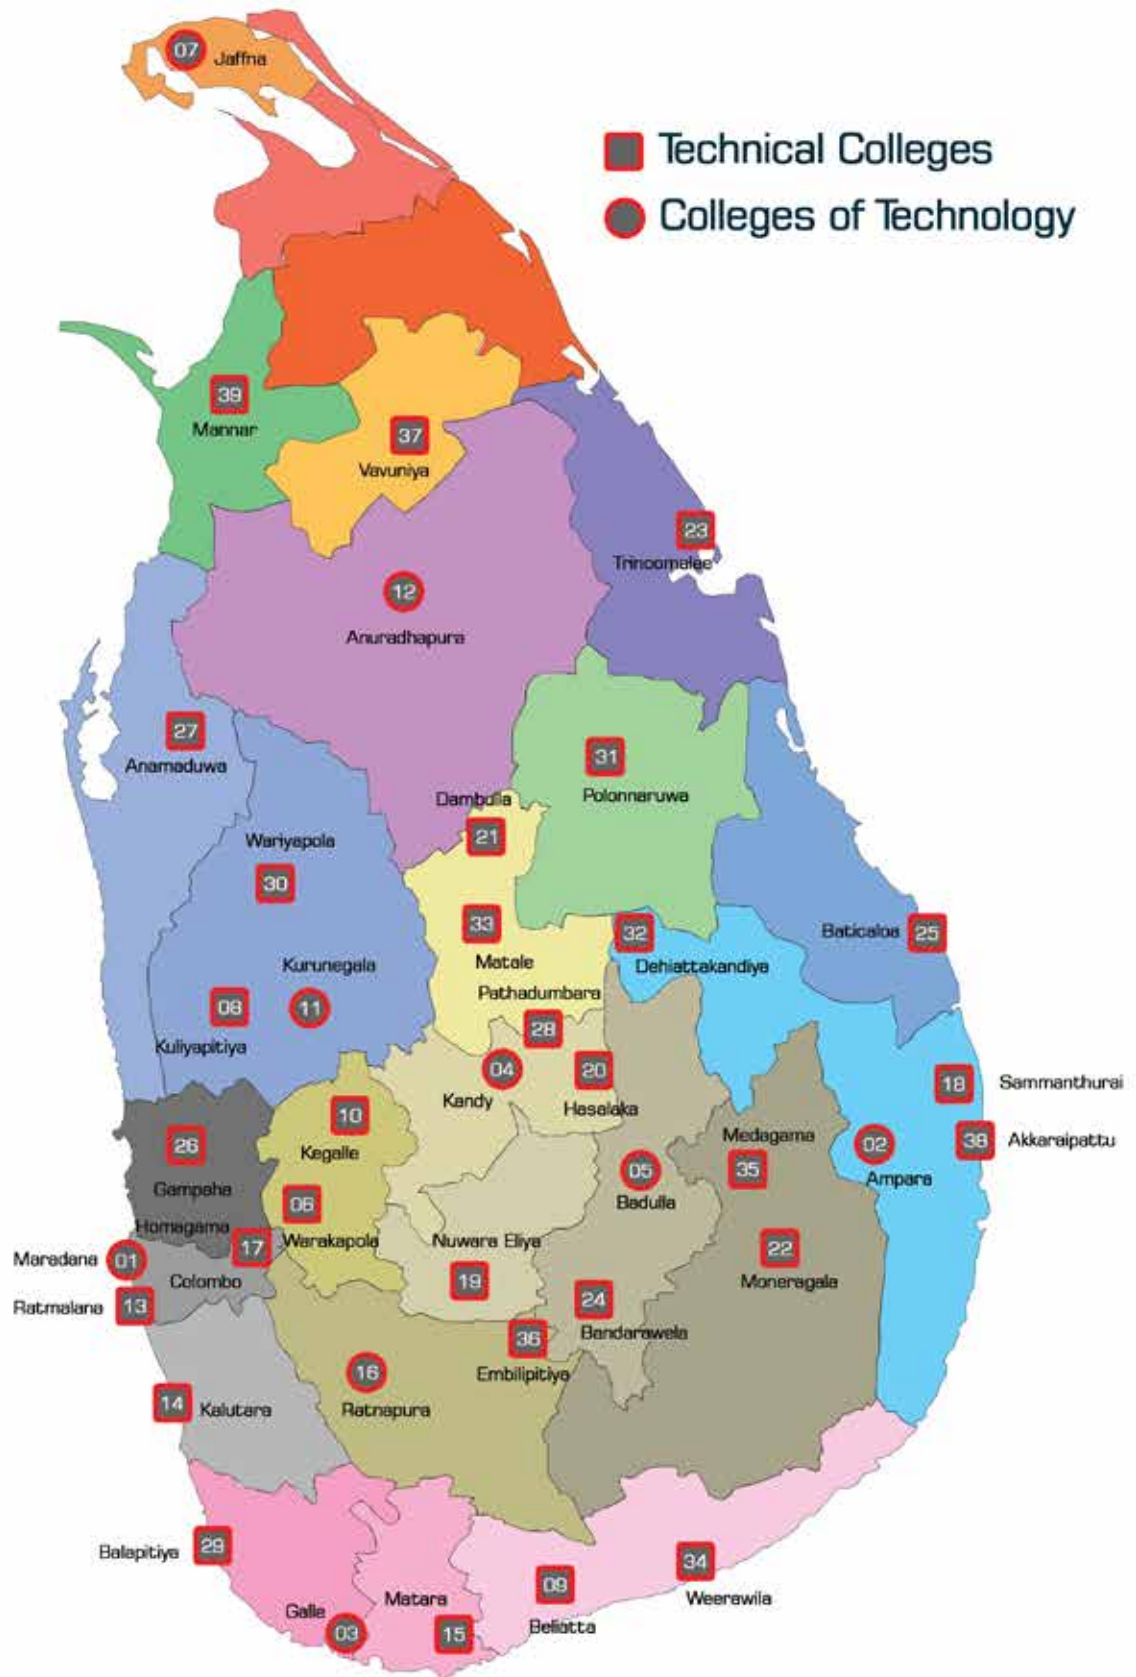 07
Jaffna
Technical Colleges
Colleges of Technology
39
Mannar
37
Vavuniya
23
Trincomalee
12
Anuradhapura
27
Anamaduwa
31
Polonnaruwa
Dambulla
21
Wariyapola
30
33
Matale
32
Dehiattakandiya
Baticaloa
25
Kurunegala
08
11
Kuliyapitiya
Pathadumbara
28
04
Kandy
20
Hasalaka
18
Sammanthurai
10
Kegalle
26
Gampaha
Medagama
35
02
Ampara
38
Akkaraipattu
05
Badulla
06
Warakapola
Homagama
17
Maradana
01
Colombo
Ratmalana
13
Nuwara Eliya
19
22
Moneragala
24
Bandarawela
36
Embilipitiya
16
Ratnapura
14
Kalutara
Balapitiya
29
34
Weerawila
09
Beliatta
Galle
03
Matara
15